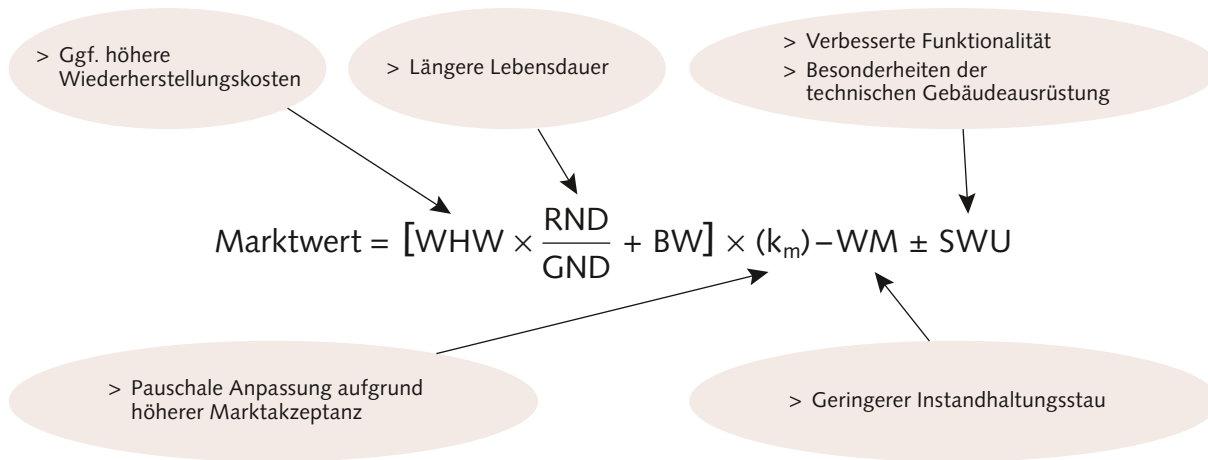 > Ggf. höhere
Wiederherstellungskosten
> Längere Lebensdauer
> Verbesserte Funktionalität
> Besonderheiten der
technischen Gebäudeausrüstung
Marktwert = [WHW × RND/GND + BW] × (kₘ) – WM ± SWU
> Pauschale Anpassung aufgrund
höherer Marktakzeptanz
> Geringerer Instandhaltungsstau